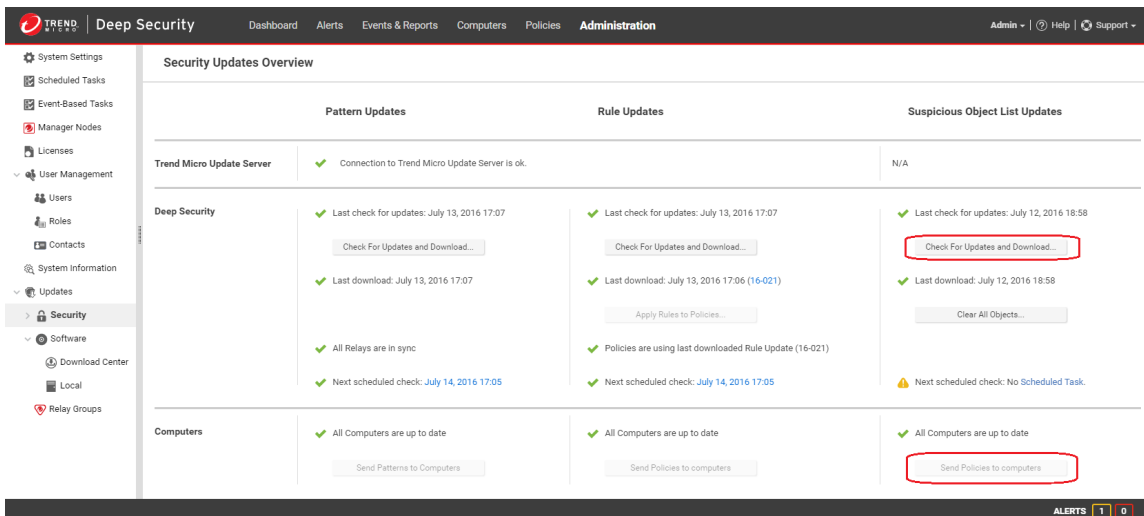 TREND MICRO | Deep Security
Dashboard Alerts Events & Reports Computers Policies Administration
Admin | Help | Support
System Settings
Scheduled Tasks
Event-Based Tasks
Manager Nodes
Licenses
User Management
Users
Roles
Contacts
System Information
Updates
Security
Software
Download Center
Local
Relay Groups
Security Updates Overview
Pattern Updates Rule Updates Suspicious Object List Updates
Trend Micro Update Server Connection to Trend Micro Update Server is ok. N/A
Deep Security Last check for updates: July 13, 2016 17:07 Last check for updates: July 13, 2016 17:07 Last check for updates: July 12, 2016 18:58
Check For Updates and Download... Check For Updates and Download... Check For Updates and Download...
Last download: July 13, 2016 17:07 Last download: July 13, 2016 17:06 (16-021) Last download: July 12, 2016 18:58
Apply Rules to Policies... Clear All Objects...
All Relays are in sync Policies are using last downloaded Rule Update (16-021)
Next scheduled check: July 14, 2016 17:05 Next scheduled check: July 14, 2016 17:05 Next scheduled check: No Scheduled Task.
Computers All Computers are up to date All Computers are up to date All Computers are up to date
Send Patterns to Computers Send Policies to computers Send Policies to computers
ALERTS 1 0